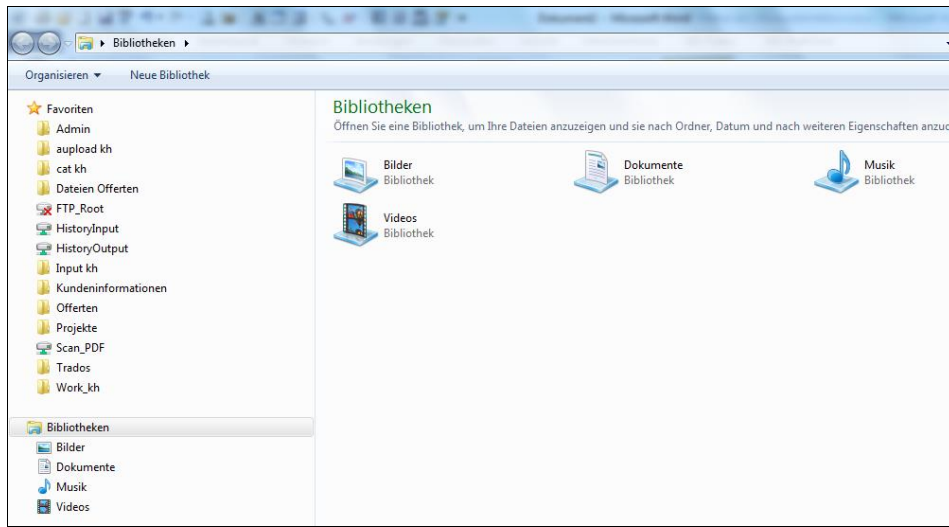 Bibliotheken
Organisieren
Neue Bibliothek
Favoriten
Admin
aupload kh
cat kh
Dateien Offerten
FTP_Root
HistoryInput
HistoryOutput
Input kh
Kundeninformationen
Offerten
Projekte
Scan_PDF
Trados
Work_kh
Bibliotheken
Bilder
Dokumente
Musik
Videos
Bibliotheken
Öffnen Sie eine Bibliothek, um Ihre Dateien anzuzeigen und sie nach Ordner, Datum und nach weiteren Eigenschaften
Bilder
Bibliothek
Dokumente
Bibliothek
Musik
Bibliothek
Videos
Bibliothek